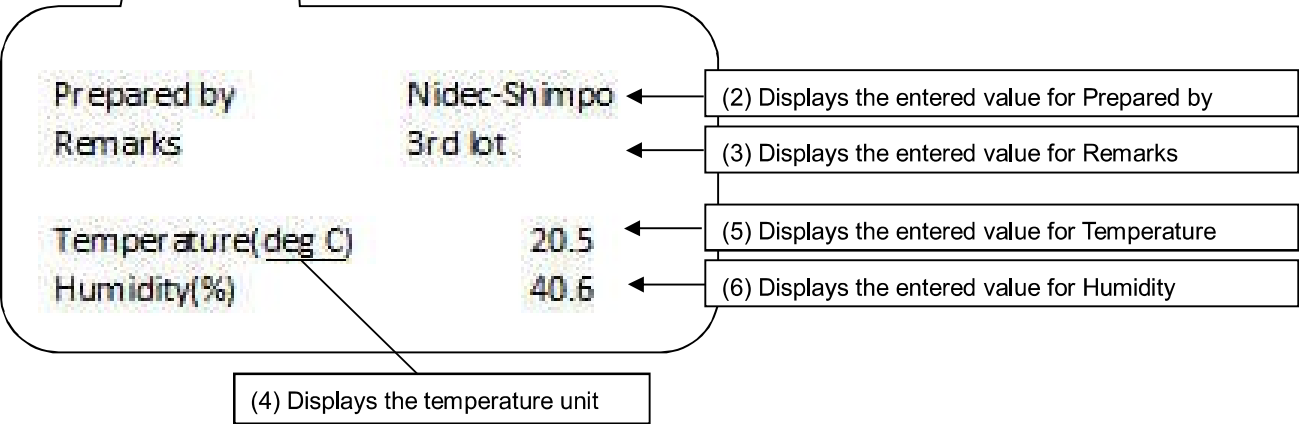 Prepared by Nidec-Shimpo (2) Displays the entered value for Prepared by
Remarks 3rd lot (3) Displays the entered value for Remarks
Temperature(deg C) 20.5 (5) Displays the entered value for Temperature
Humidity(%) 40.6 (6) Displays the entered value for Humidity
(4) Displays the temperature unit